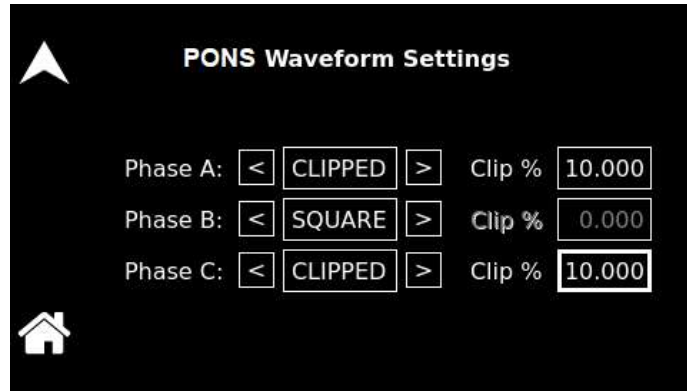 PONS Waveform Settings
Phase A: < CLIPPED > Clip % 10.000
Phase B: < SQUARE > Clip % 0.000
Phase C: < CLIPPED > Clip % 10.000